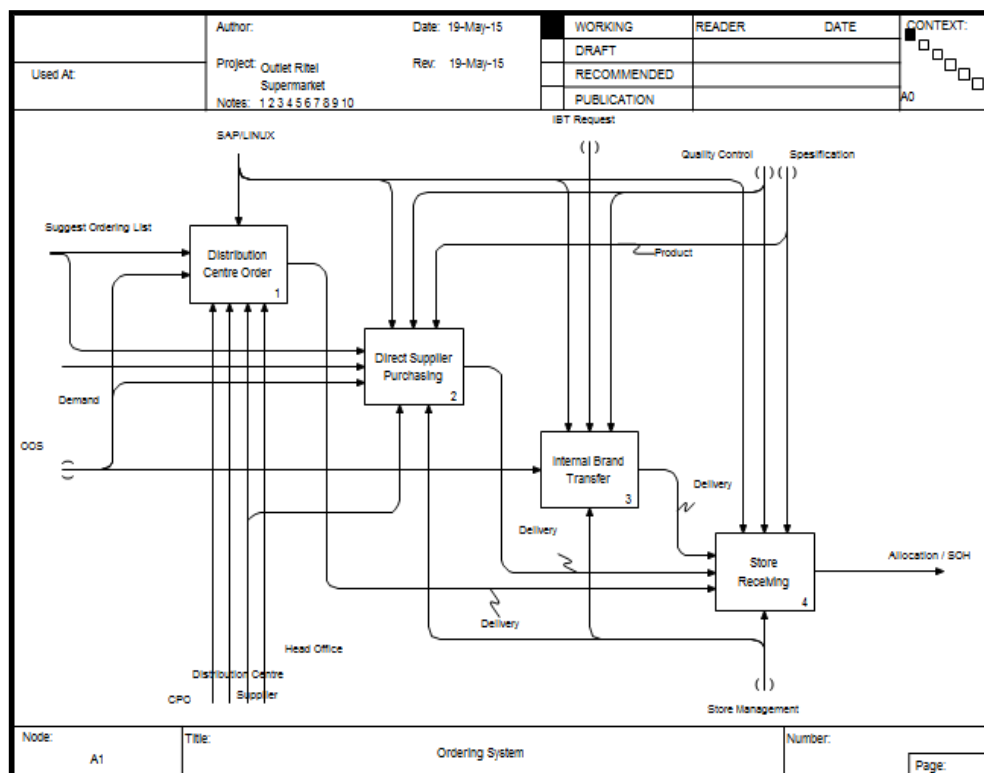 Used At:
Author:
Date: 19-May-15
Project: Outlet Ritel
Supermarket
Rev: 19-May-15
Notes: 1 2 3 4 5 6 7 8 9 10
WORKING
DRAFT
RECOMMENDED
PUBLICATION
READER
DATE
CONTEXT:
A0
IBT Request
SAP/LINUX
Quality Control
Spesification
Suggest Ordering List
Distribution
Centre Order
1
Product
Direct Supplier
Purchasing
2
Demand
OOS
Internal Brand
Transfer
3
Delivery
Delivery
Store
Receiving
4
Allocation / SOH
Delivery
Head Office
Distribution Centre
Supplier
CPO
Store Management
Node:
A1
Title:
Ordering System
Number:
Page: